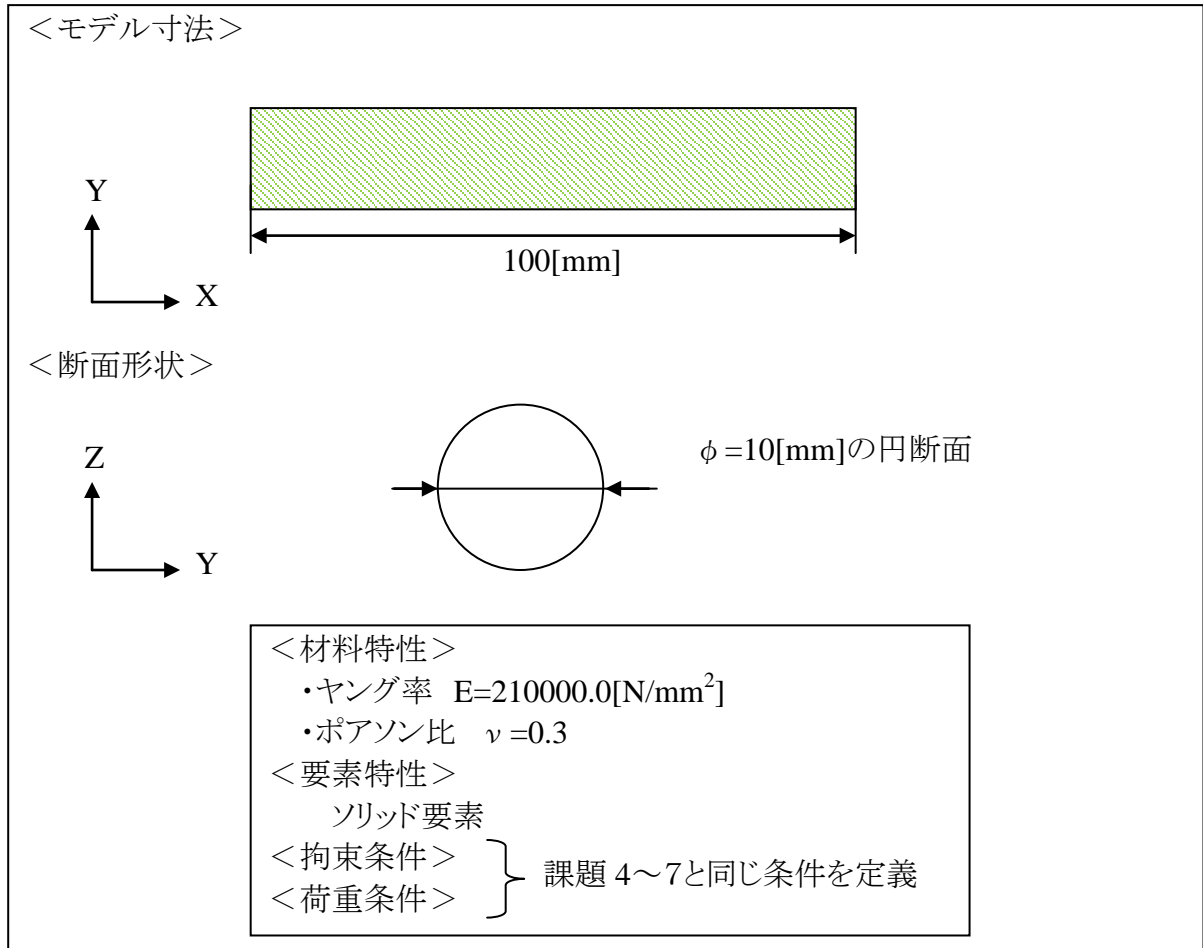 ＜モデル寸法＞
Y
100[mm]
X
＜断面形状＞
φ=10[mm]の円断面
Z
Y
＜材料特性＞
・ヤング率 E=210000.0[N/mm²]
・ポアソン比 ν=0.3
＜要素特性＞
ソリッド要素
＜拘束条件＞
課題 4～7と同じ条件を定義
＜荷重条件＞